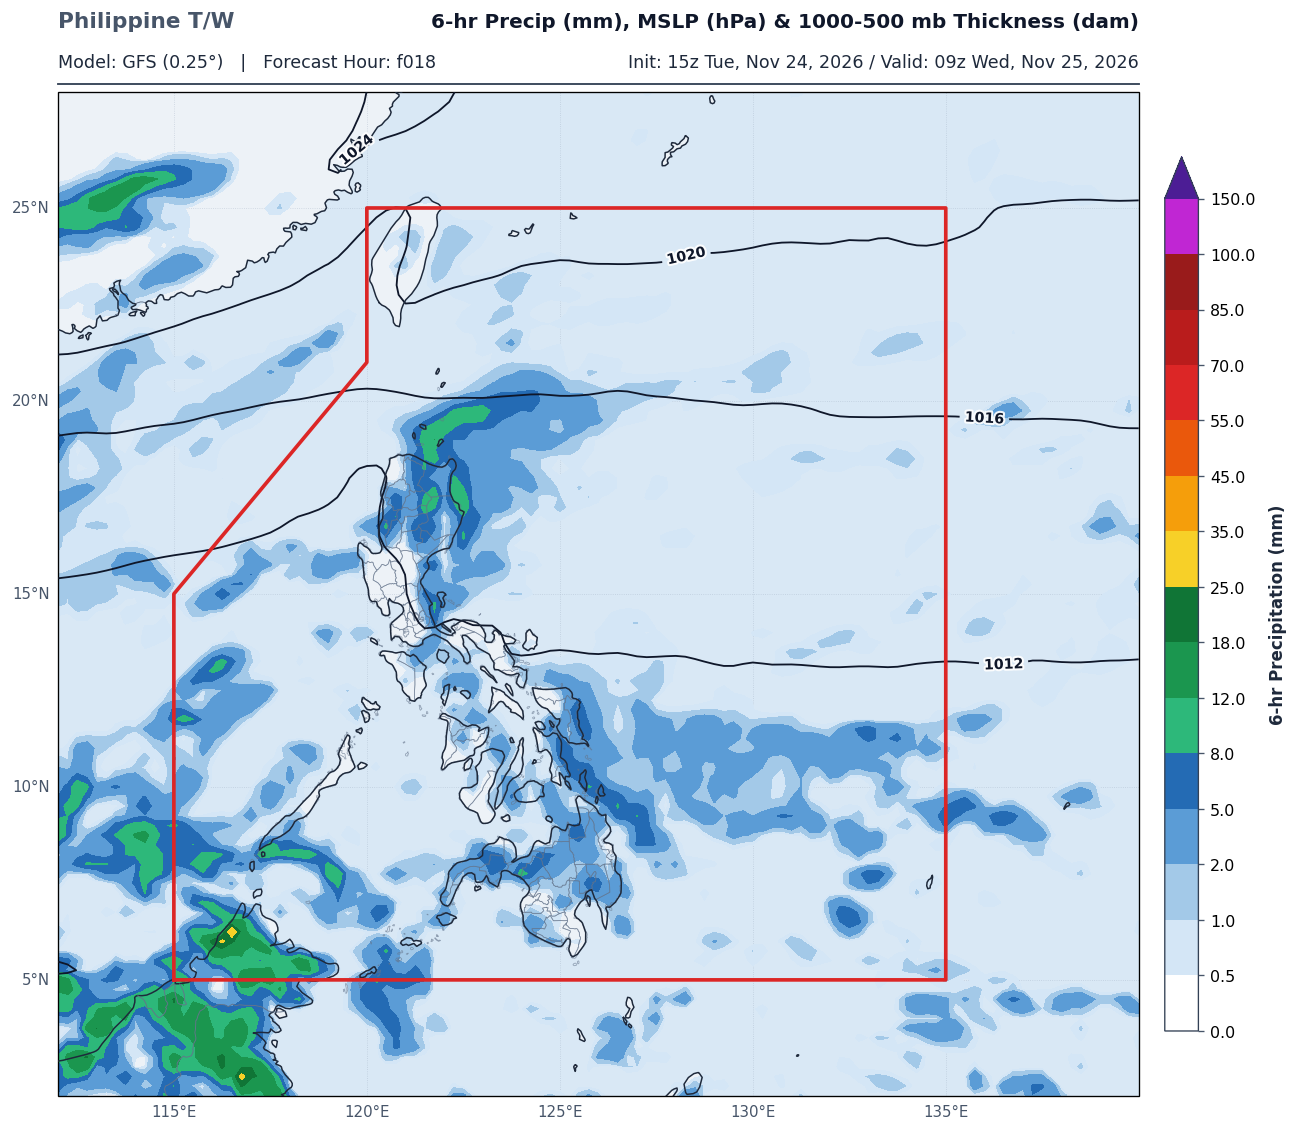 Philippine T/W
6-hr Precip (mm), MSLP (hPa) & 1000-500 mb Thickness (dam)
Model: GFS (0.25°) | Forecast Hour: f018
Init: 15z Tue, Nov 24, 2026 / Valid: 09z Wed, Nov 25, 2026
1024
1020
1016
1012
25°N
20°N
15°N
10°N
5°N
115°E
120°E
125°E
130°E
135°E
150.0
100.0
85.0
70.0
55.0
45.0
35.0
25.0
18.0
12.0
8.0
5.0
2.0
1.0
0.5
0.0
6-hr Precipitation (mm)